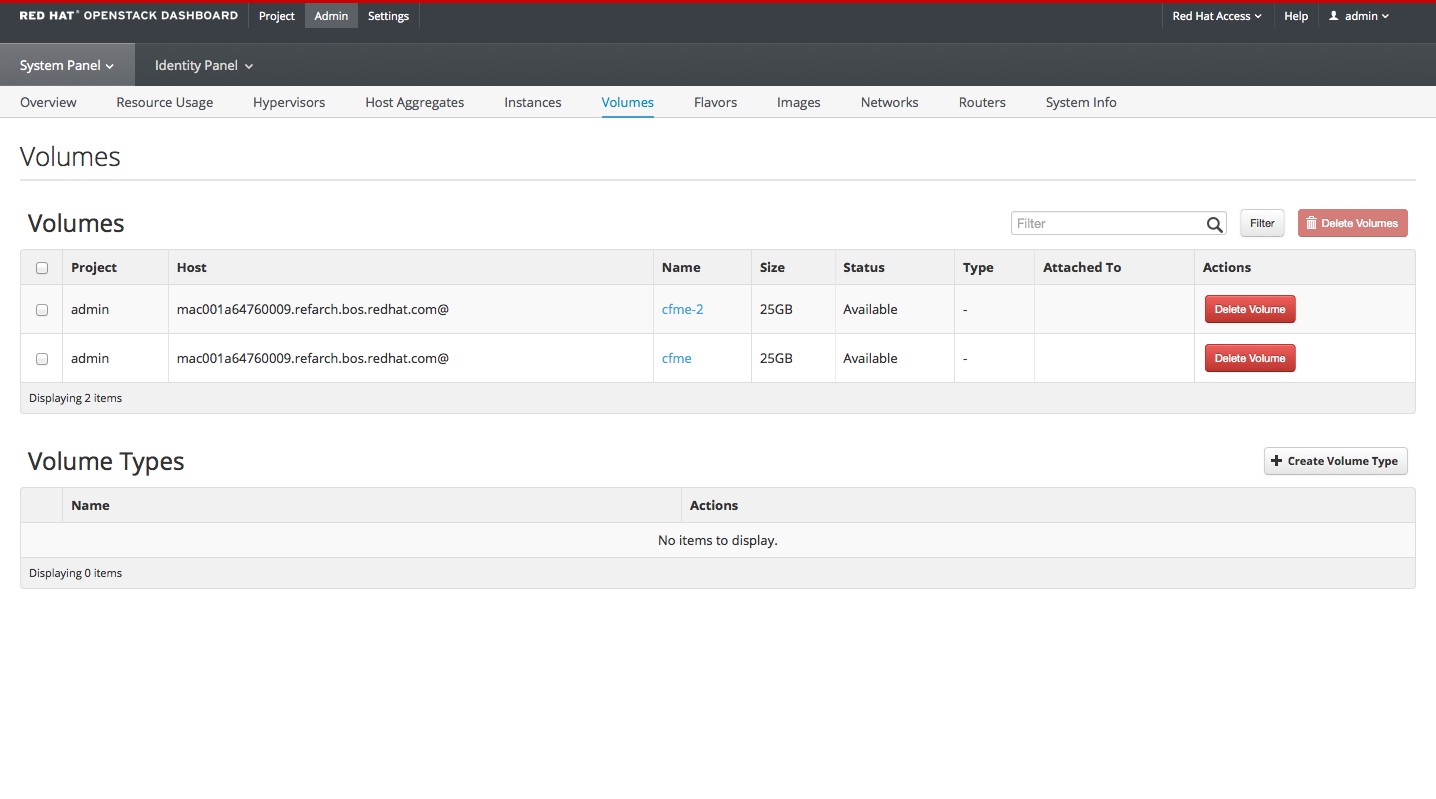 RED HAT® OPENSTACK DASHBOARD Project Admin Settings Red Hat Access Help admin
System Panel Identity Panel
Overview Resource Usage Hypervisors Host Aggregates Instances Volumes Flavors Images Networks Routers System Info
Volumes
Volumes Filter Filter Delete Volumes
Project Host Name Size Status Type Attached To Actions
admin mac001a64760009.refarch.bos.redhat.com@ cfme-2 25GB Available - Delete Volume
admin mac001a64760009.refarch.bos.redhat.com@ cfme 25GB Available - Delete Volume
Displaying 2 items
Volume Types Create Volume Type
Name Actions
No items to display.
Displaying 0 items